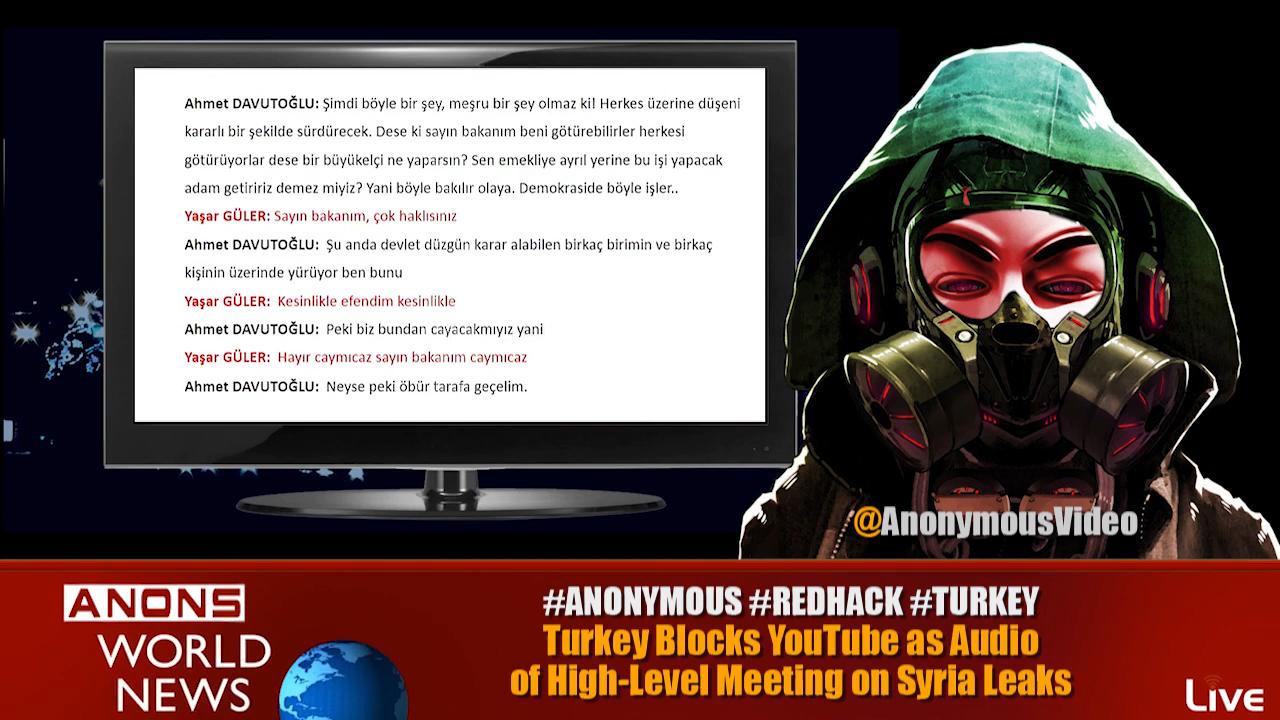 Ahmet DAVUTOĞLU: Şimdi böyle bir şey, meşru bir şey olmaz ki! Herkes üzerine düşeni
kararlı bir şekilde sürdürecek. Dese ki sayın bakanım beni götürebilirler herkesi
götürüyorlar dese bir büyükelçi ne yaparsın? Sen emekliye ayrıl yerine bu işi yapacak
adam getiririz demez miyiz? Yani böyle bakılır olaya. Demokraside böyle işler..
Yaşar GÜLER: Sayın bakanım, çok haklısınız
Ahmet DAVUTOĞLU: Şu anda devlet düzgün karar alabilen birkaç birimin ve birkaç
kişinin üzerinde yürüyor ben bunu
Yaşar GÜLER: Kesinlikle efendim kesinlikle
Ahmet DAVUTOĞLU: Peki biz bundan cayacakmıyız yani
Yaşar GÜLER: Hayır caymıcaz sayın bakanım caymıcaz
Ahmet DAVUTOĞLU: Neyse peki öbür tarafa geçelim.
@AnonymousVideo
ANONS
WORLD
NEWS
#ANONYMOUS #REDHACK #TURKEY
Turkey Blocks YouTube as Audio
of High-Level Meeting on Syria Leaks
LIVE